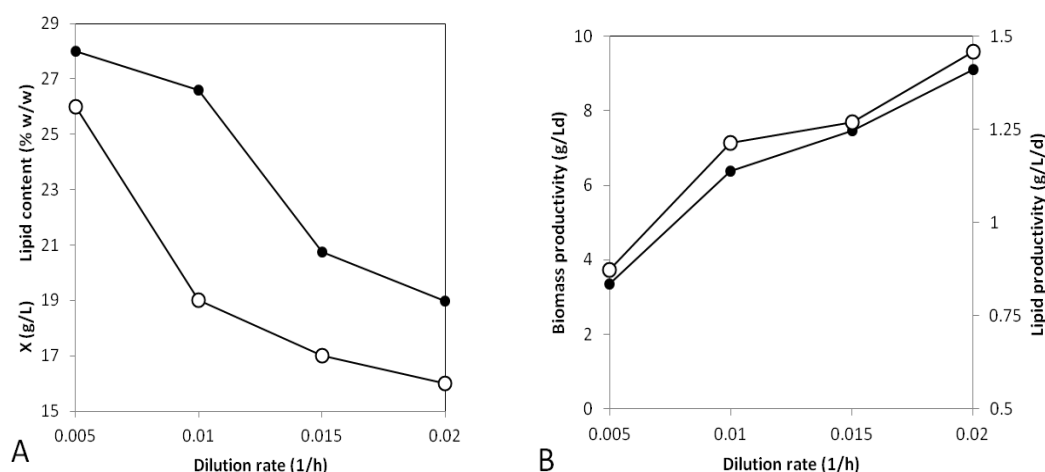 29
27
25
23
21
19
17
15
X (g/L) Lipid content (% w/w)
0.005 0.01 0.015 0.02
Dilution rate (1/h)
A
10
8
6
4
2
0
Biomass productivity (g/Ld)
1.5
1.25
1
0.75
0.5
Lipid productivity (g/L/d)
0.005 0.01 0.015 0.02
Dilution rate (1/h)
B